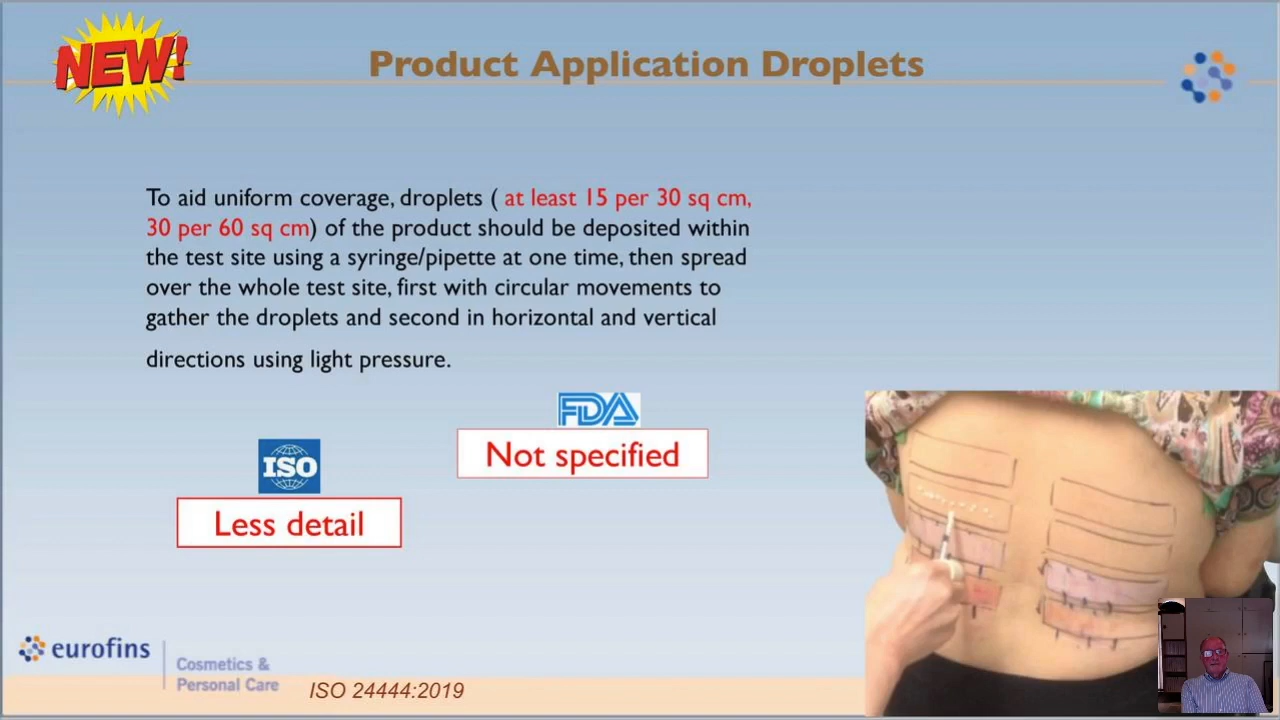 NEW!
Product Application Droplets
To aid uniform coverage, droplets ( at least 15 per 30 sq cm,
30 per 60 sq cm) of the product should be deposited within
the test site using a syringe/pipette at one time, then spread
over the whole test site, first with circular movements to
gather the droplets and second in horizontal and vertical
directions using light pressure.
FDA
Not specified
ISO
Less detail
eurofins
Cosmetics &
Personal Care
ISO 24444:2019